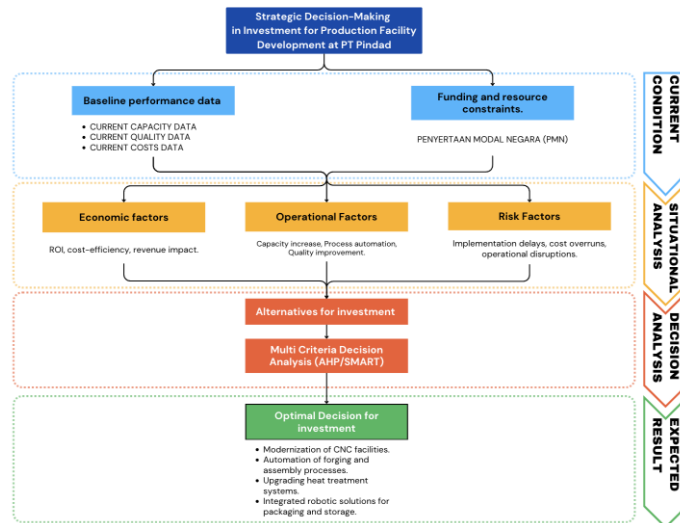 Strategic Decision-Making
in Investment for Production Facility
Development at PT Pindad
Baseline performance data
• CURRENT CAPACITY DATA
• CURRENT QUALITY DATA
• CURRENT COSTS DATA
Funding and resource
constraints.
PENYERTAAN MODAL NEGARA (PMN)
CURRENT
CONDITION
Economic factors
ROI, cost-efficiency, revenue impact.
Operational Factors
Capacity increase, Process automation,
Quality improvement.
Risk Factors
Implementation delays, cost overruns,
operational disruptions.
SITUATIONAL
ANALYSIS
Alternatives for investment
Multi Criteria Decision
Analysis (AHP/SMART)
DECISION
ANALYSIS
Optimal Decision for
investment
• Modernization of CNC facilities.
• Automation of forging and
assembly processes.
• Upgrading heat treatment
systems.
• Integrated robotic solutions for
packaging and storage.
EXPECTED
RESULT